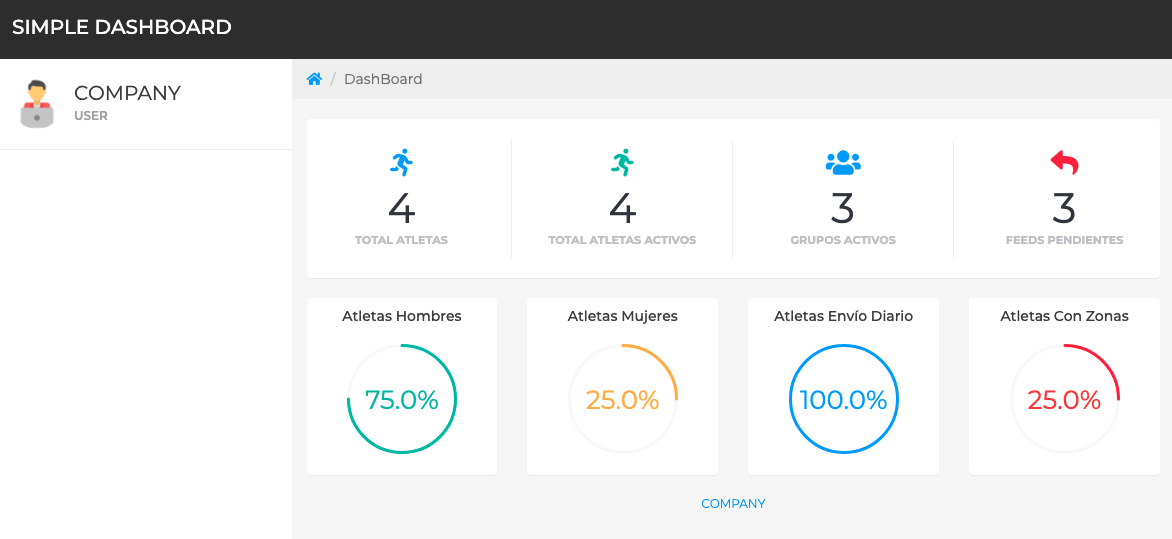 SIMPLE DASHBOARD
COMPANY
USER
/ DashBoard
4
TOTAL ATLETAS
4
TOTAL ATLETAS ACTIVOS
3
GRUPOS ACTIVOS
3
FEEDS PENDIENTES
Atletas Hombres
75.0%
Atletas Mujeres
25.0%
Atletas Envío Diario
100.0%
Atletas Con Zonas
25.0%
COMPANY